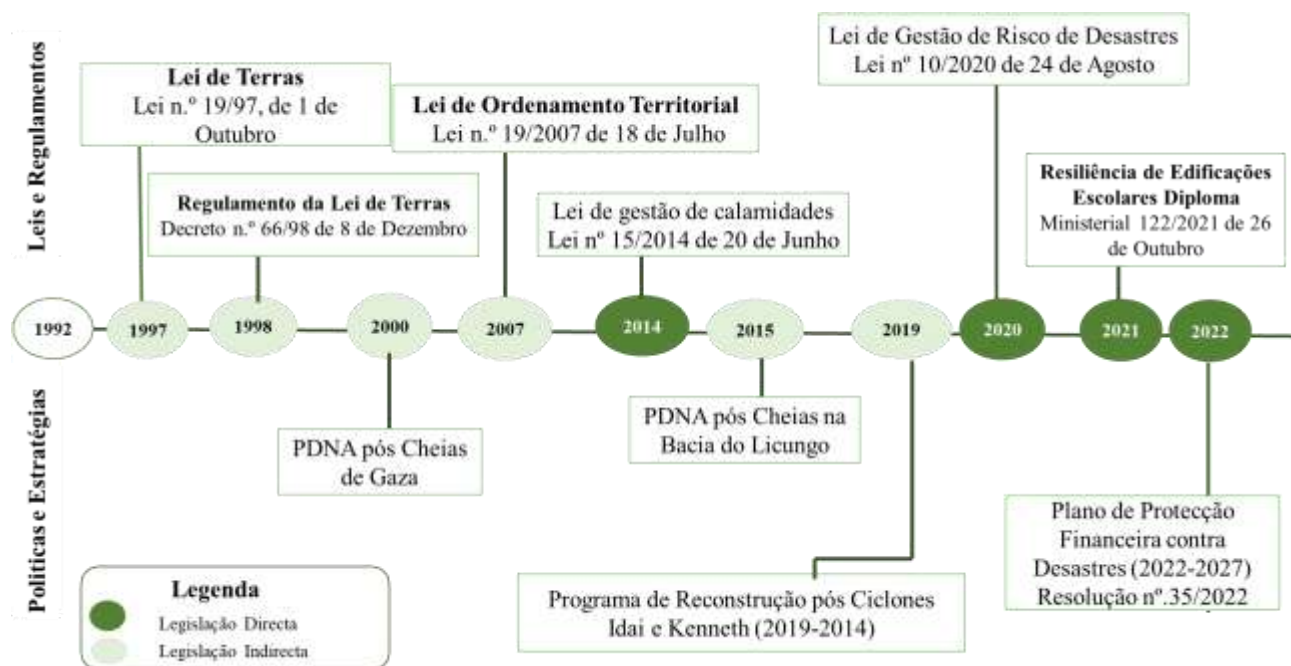 Leis e Regulamentos
Lei de Terras
Lei n.º 19/97, de 1 de
Outubro
Regulamento da Lei de Terras
Decreto n.º 66/98 de 8 de Dezembro
Lei de Ordenamento Territorial
Lei n.º 19/2007 de 18 de Julho
Lei de gestão de calamidades
Lei nº 15/2014 de 20 de Junho
Lei de Gestão de Risco de Desastres
Lei nº 10/2020 de 24 de Agosto
Resiliência de Edificações
Escolares Diploma
Ministerial 122/2021 de 26
de Outubro
1992
1997
1998
2000
2007
2014
2015
2019
2020
2021
2022
Politicas e Estratégias
PDNA pós Cheias
de Gaza
PDNA pós Cheias na
Bacia do Licungo
Programa de Reconstrução pós Ciclones
Idai e Kenneth (2019-2014)
Plano de Protecção
Financeira contra
Desastres (2022-2027)
Resolução nº.35/2022
Legenda
Legislação Directa
Legislação Indirecta